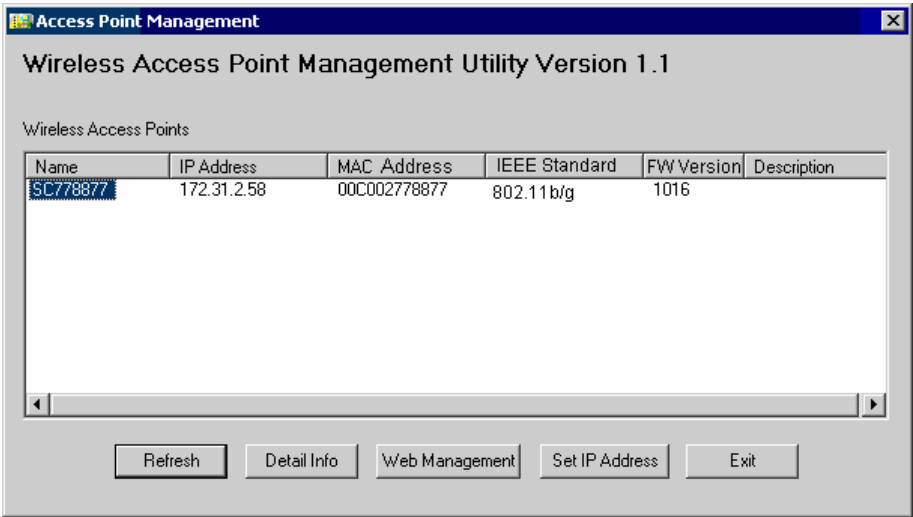 Access Point Management
Wireless Access Point Management Utility Version 1.1
Wireless Access Points
Name IP Address MAC Address IEEE Standard FW Version Description
SC778877 172.31.2.58 00C002778877 802.11b/g 1016
Refresh Detail Info Web Management Set IP Address Exit